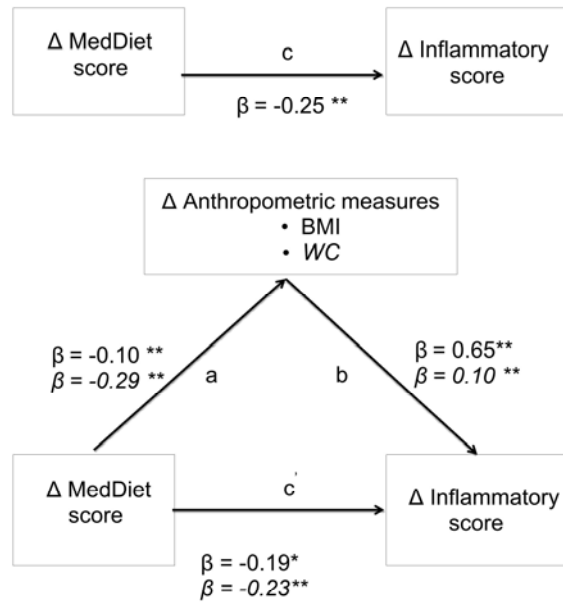 Δ MedDiet
score
c
β = -0.25 **
Δ Inflammatory
score
Δ Anthropometric measures
• BMI
• WC
β = -0.10 **
β = -0.29 **
a
b
β = 0.65**
β = 0.10 **
Δ MedDiet
score
c'
β = -0.19*
β = -0.23**
Δ Inflammatory
score